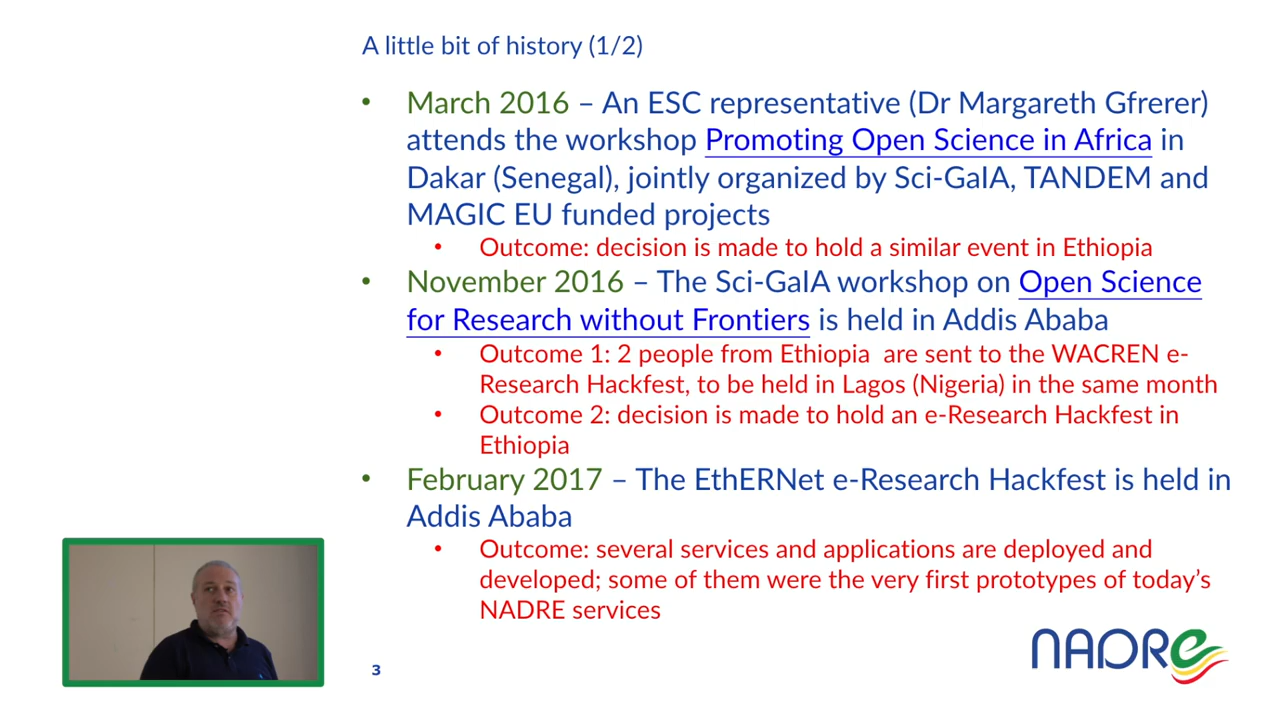 A little bit of history (1/2)
• March 2016 – An ESC representative (Dr Margareth Gfrerer)
attends the workshop Promoting Open Science in Africa in
Dakar (Senegal), jointly organized by Sci-GaIA, TANDEM and
MAGIC EU funded projects
• Outcome: decision is made to hold a similar event in Ethiopia
• November 2016 – The Sci-GaIA workshop on Open Science
for Research without Frontiers is held in Addis Ababa
• Outcome 1: 2 people from Ethiopia  are sent to the WACREN e-
Research Hackfest, to be held in Lagos (Nigeria) in the same month
• Outcome 2: decision is made to hold an e-Research Hackfest in
Ethiopia
• February 2017 – The EthERNet e-Research Hackfest is held in
Addis Ababa
• Outcome: several services and applications are deployed and
developed; some of them were the very first prototypes of today’s
NADRE services
3
NADRe